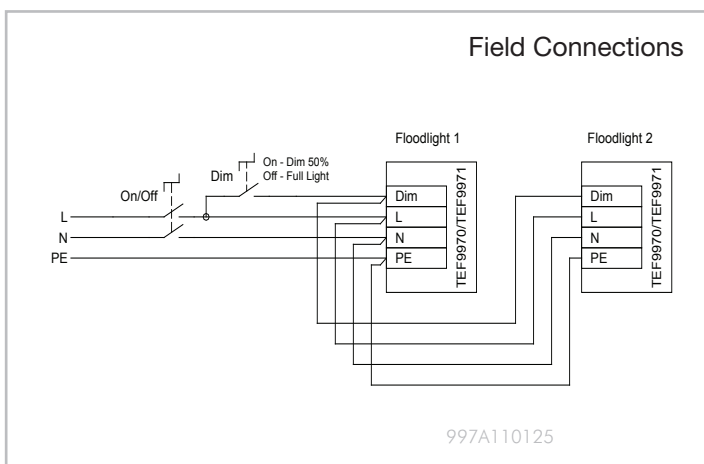 Field Connections
Floodlight 1
Floodlight 2
On - Dim 50%
Off - Full Light
Dim
On/Off
L
N
PE
Dim
L
N
PE
TEF9970/TEF9971
Dim
L
N
PE
TEF9970/TEF9971
997A110125